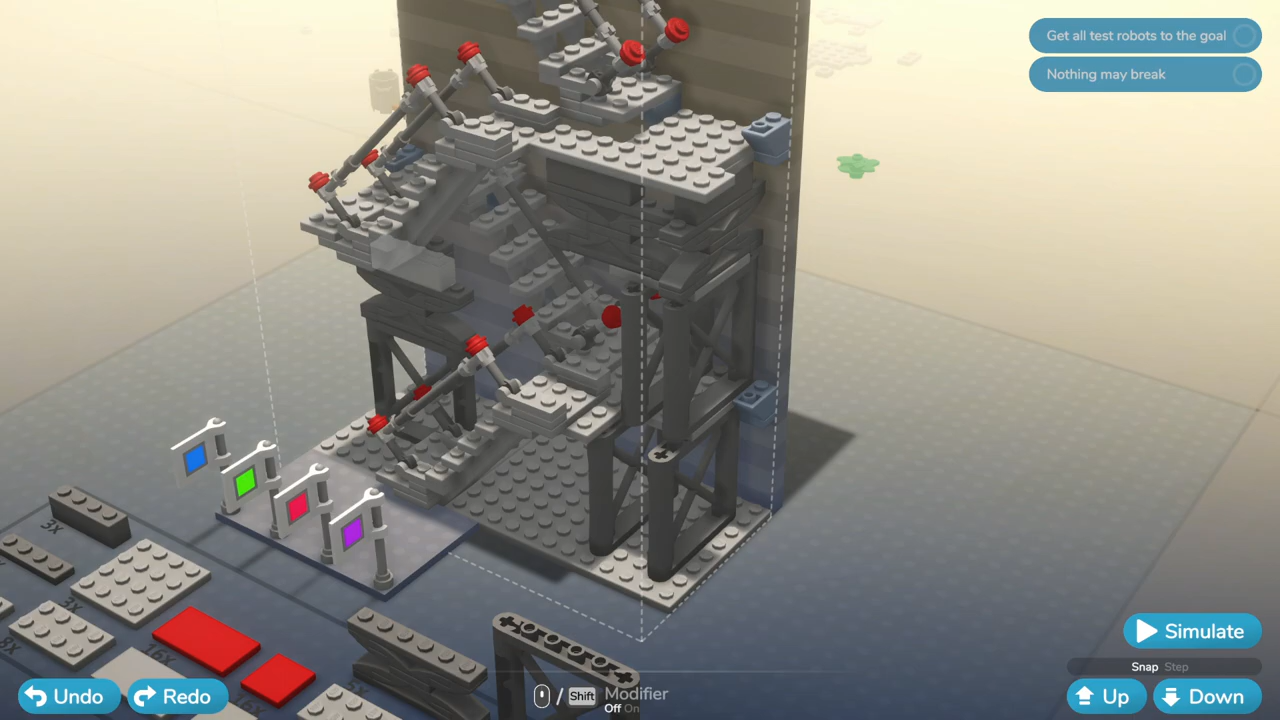 Get all test robots to the goal
Nothing may break
3X
3X
8X
16X
16X
Simulate
Snap Step
Undo
Redo
/ Shift Modifier
Off On
Up
Down